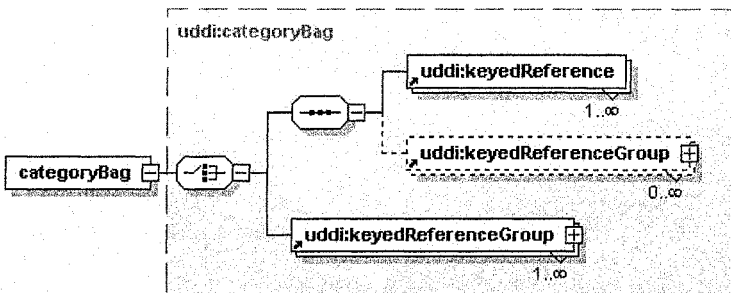 uddi:categoryBag
uddi:keyedReference
1..∞
uddi:keyedReferenceGroup
0..∞
categoryBag
uddi:keyedReferenceGroup
1..∞